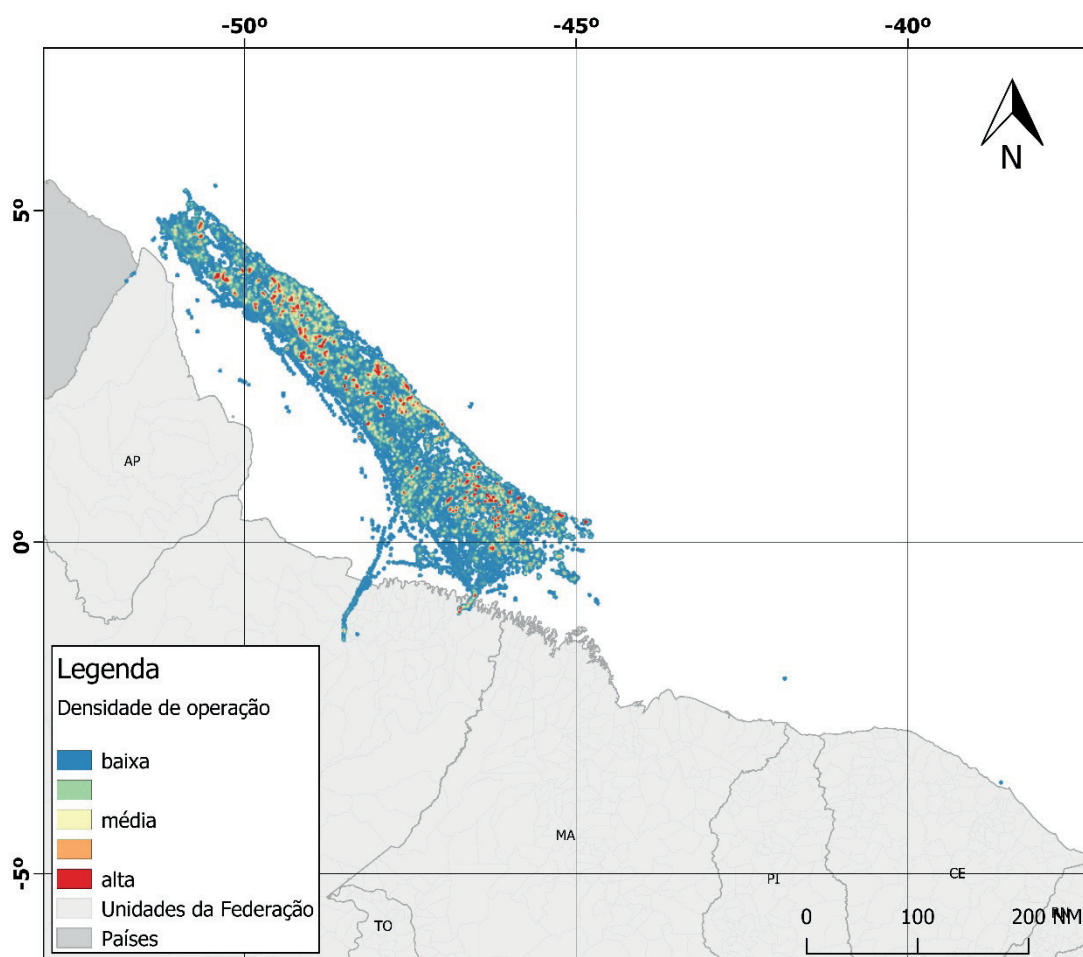 -50º -45º -40º
N
5º
AP
0º
Legenda
Densidade de operação
baixa
média
alta
Unidades da Federação
Países
-5º
MA
PI
CE
TO
RN
0 100 200 NM